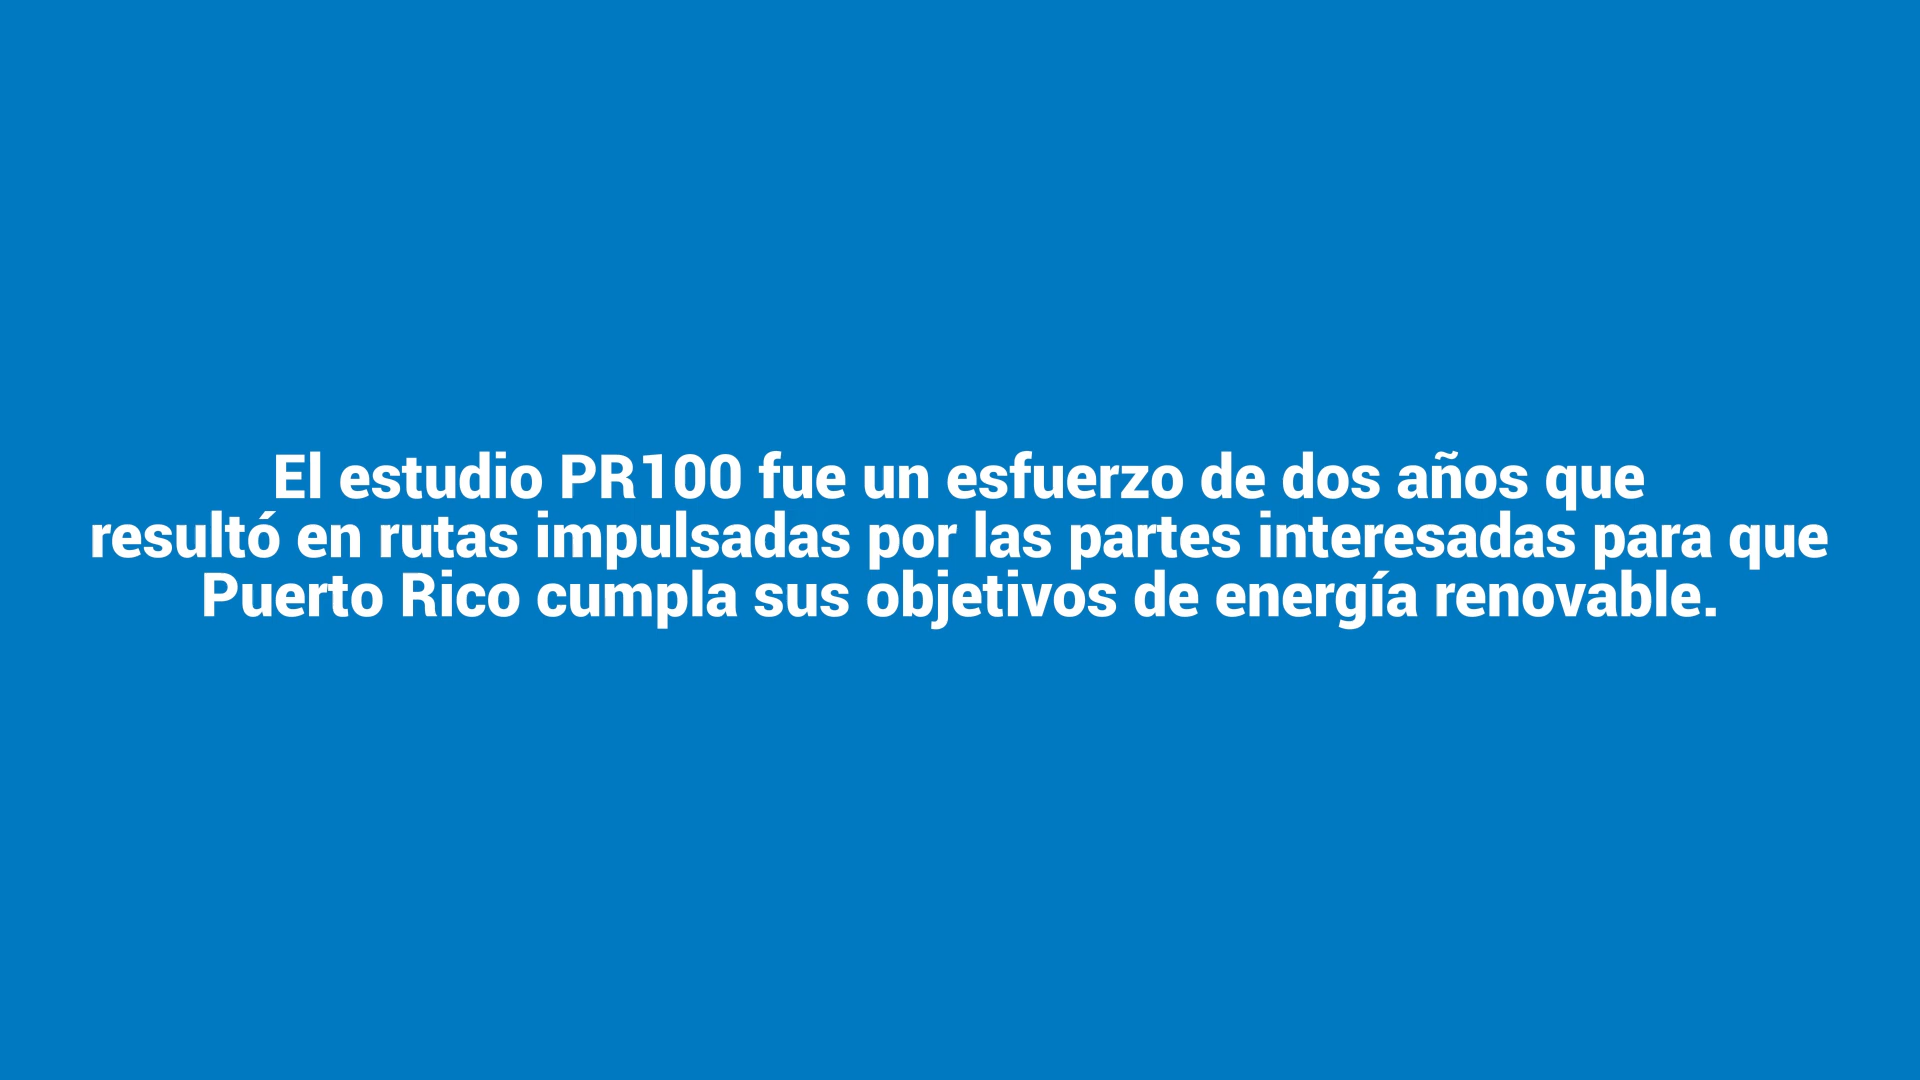 El estudio PR100 fue un esfuerzo de dos años que
resultó en rutas impulsadas por las partes interesadas para que
Puerto Rico cumpla sus objetivos de energía renovable.